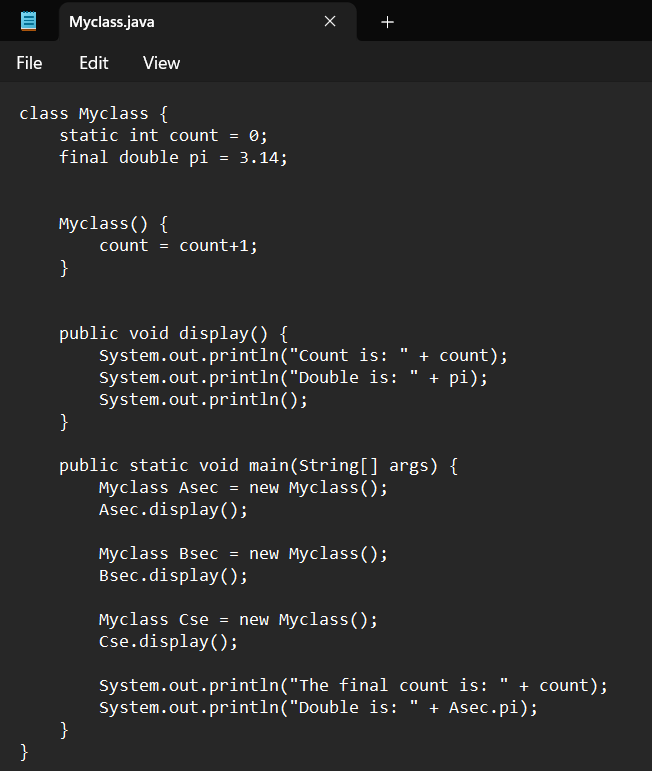 Myclass.java
File Edit View
class Myclass {
    static int count = 0;
    final double pi = 3.14;
    Myclass() {
        count = count+1;
    }
    public void display() {
        System.out.println("Count is: " + count);
        System.out.println("Double is: " + pi);
        System.out.println();
    }
    public static void main(String[] args) {
        Myclass Asec = new Myclass();
        Asec.display();
        Myclass Bsec = new Myclass();
        Bsec.display();
        Myclass Cse = new Myclass();
        Cse.display();
        System.out.println("The final count is: " + count);
        System.out.println("Double is: " + Asec.pi);
    }
}